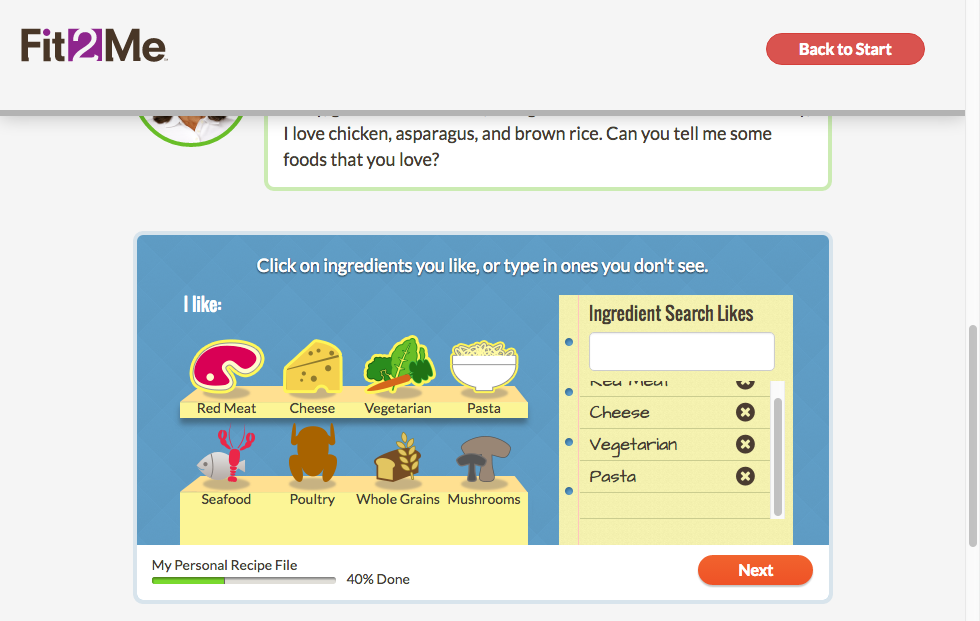 Fit2Me
Back to Start
I love chicken, asparagus, and brown rice. Can you tell me some
foods that you love?
Click on ingredients you like, or type in ones you don't see.
I like:
Red Meat
Cheese
Vegetarian
Pasta
Seafood
Poultry
Whole Grains
Mushrooms
Ingredient Search Likes
Red Meat
Cheese
Vegetarian
Pasta
My Personal Recipe File
40% Done
Next